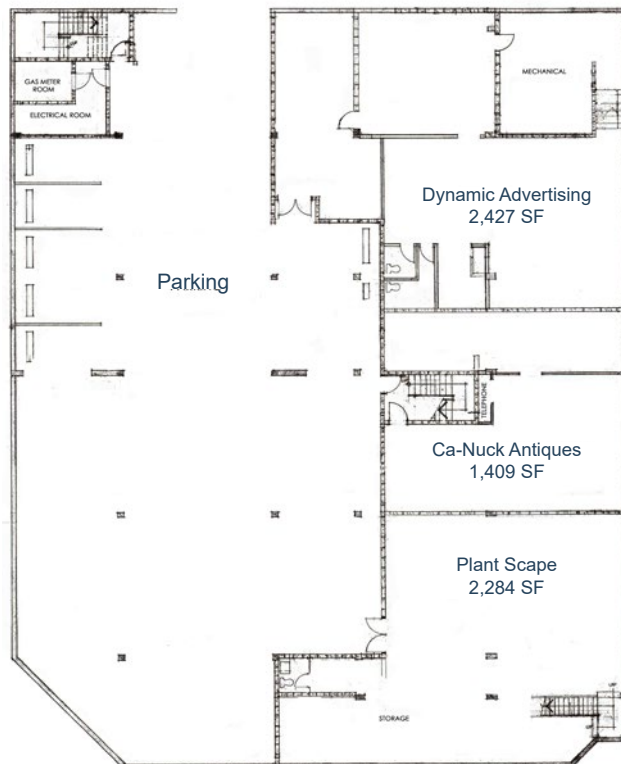 GAS METER
ROOM
ELECTRICAL ROOM
MECHANICAL
Dynamic Advertising
2,427 SF
Parking
TELEPHONE
Ca-Nuck Antiques
1,409 SF
Plant Scape
2,284 SF
STORAGE